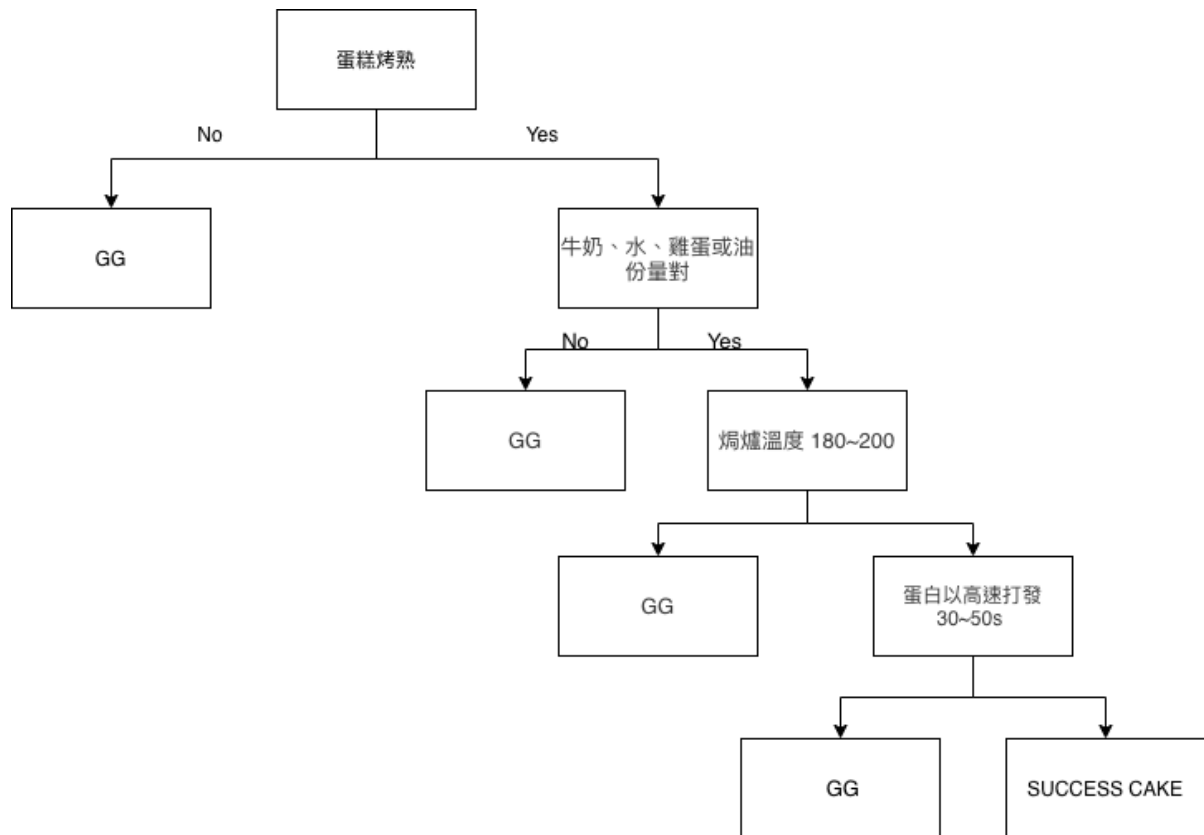 蛋糕烤熟
No
Yes
GG
牛奶、水、雞蛋或油
份量對
No
Yes
GG
焗爐溫度 180~200
GG
蛋白以高速打發
30~50s
GG
SUCCESS CAKE